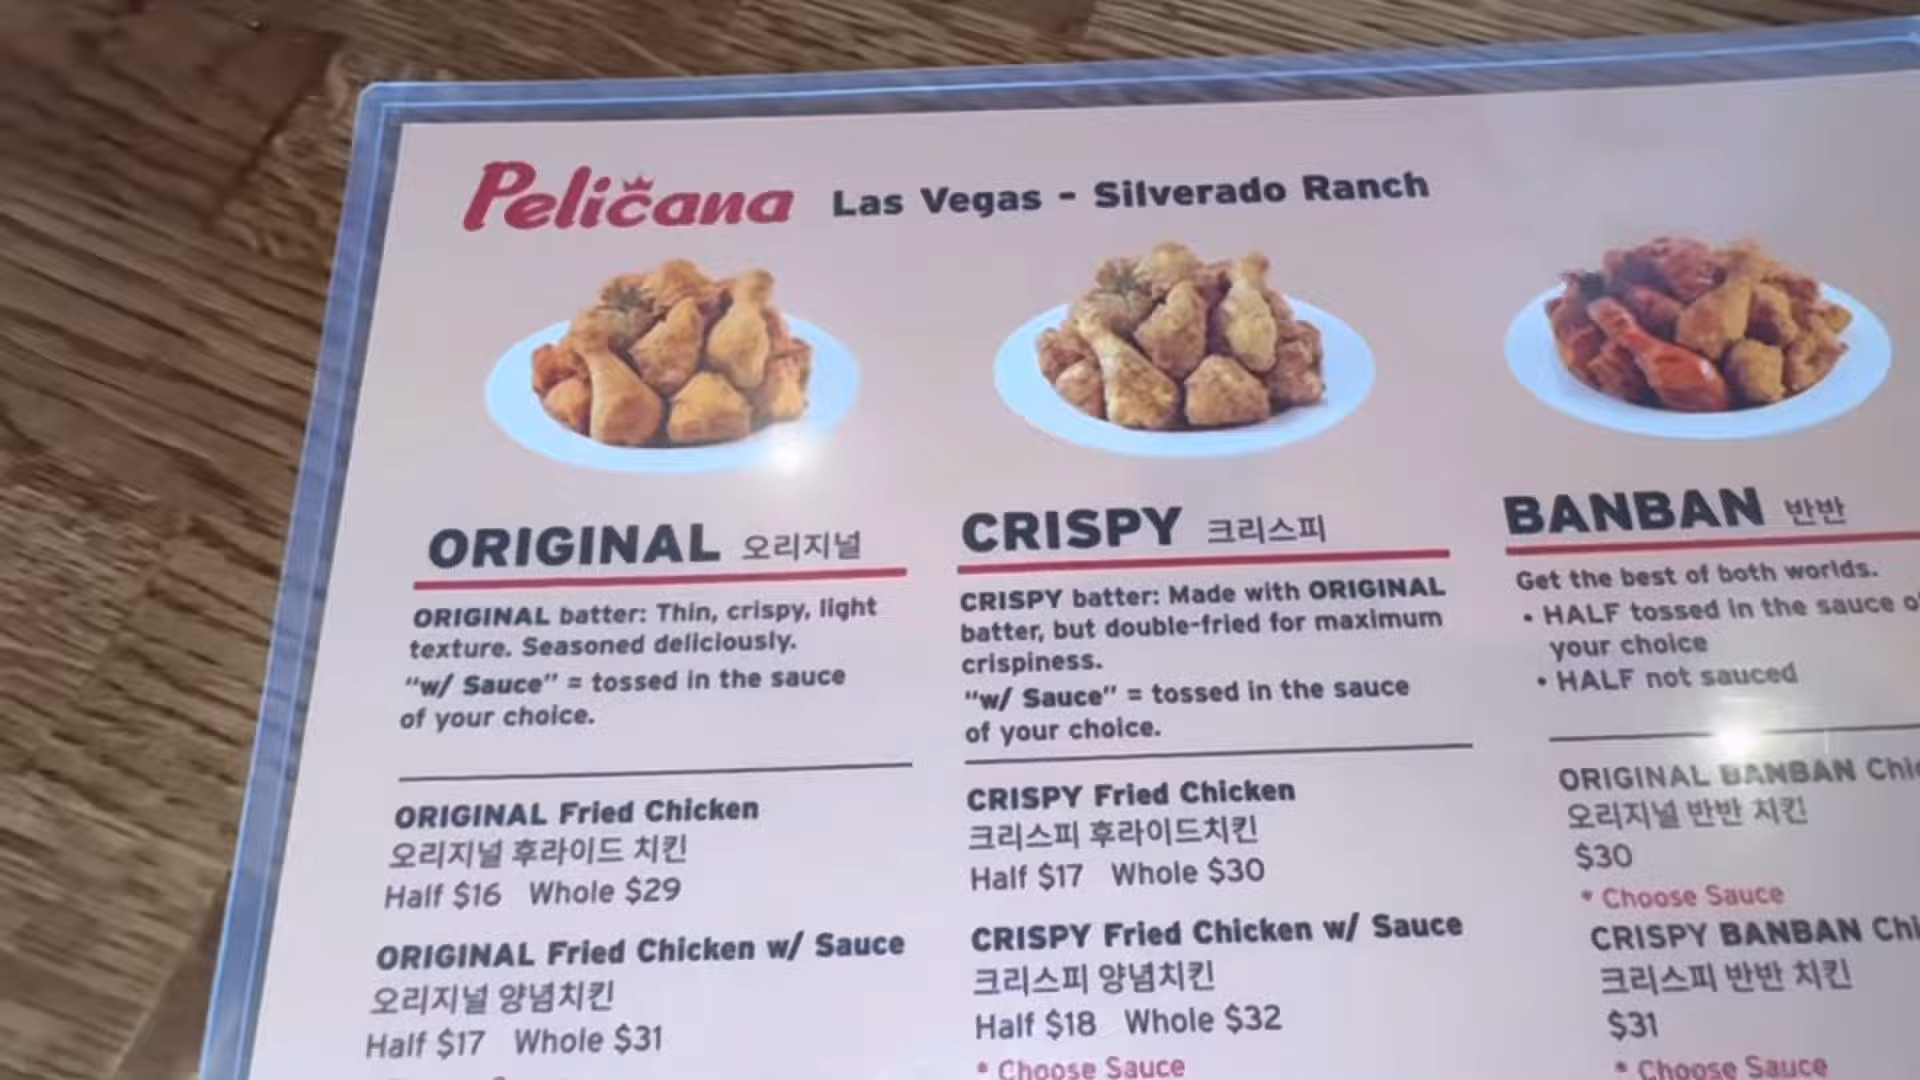 Pelicana Las Vegas - Silverado Ranch
ORIGINAL 오리지널
ORIGINAL batter: Thin, crispy, light
texture. Seasoned deliciously.
"w/ Sauce" = tossed in the sauce
of your choice.
ORIGINAL Fried Chicken
오리지널 후라이드 치킨
Half $16 Whole $29
ORIGINAL Fried Chicken w/ Sauce
오리지널 양념치킨
Half $17 Whole $31
CRISPY 크리스피
CRISPY batter: Made with ORIGINAL
batter, but double-fried for maximum
crispiness.
"w/ Sauce" = tossed in the sauce
of your choice.
CRISPY Fried Chicken
크리스피 후라이드치킨
Half $17 Whole $30
CRISPY Fried Chicken w/ Sauce
크리스피 양념치킨
Half $18 Whole $32
* Choose Sauce
BANBAN 반반
Get the best of both worlds.
• HALF tossed in the sauce
your choice
• HALF not sauced
ORIGINAL BANBAN
오리지널 반반 치킨
$30
* Choose Sauce
CRISPY BANBAN
크리스피 반반 치킨
$31
* Choose Sauce